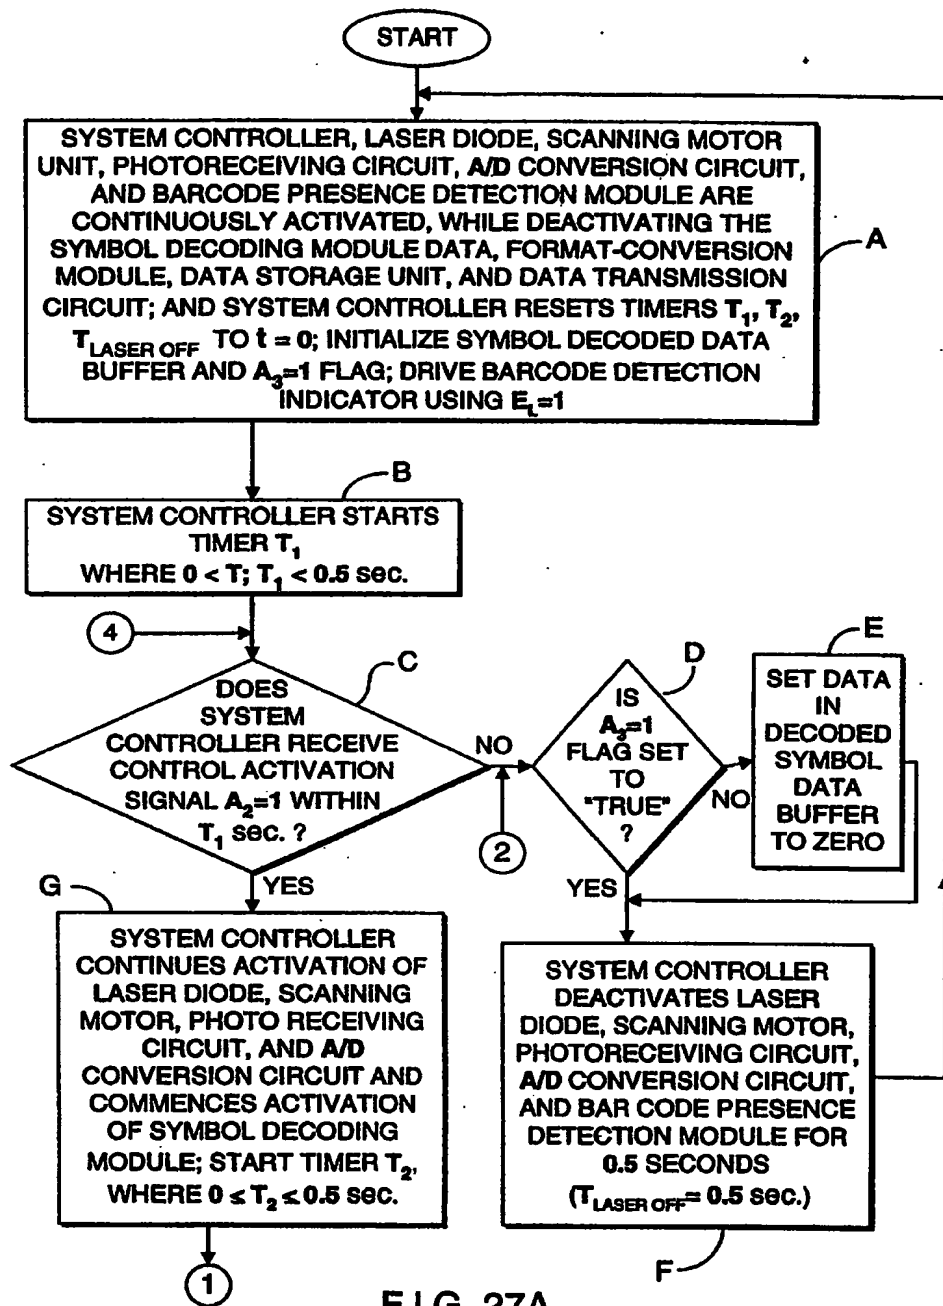 START
SYSTEM CONTROLLER, LASER DIODE, SCANNING MOTOR
UNIT, PHOTORECEIVING CIRCUIT, A/D CONVERSION CIRCUIT,
AND BARCODE PRESENCE DETECTION MODULE ARE
CONTINUOUSLY ACTIVATED, WHILE DEACTIVATING THE
SYMBOL DECODING MODULE DATA, FORMAT-CONVERSION
MODULE, DATA STORAGE UNIT, AND DATA TRANSMISSION
CIRCUIT; AND SYSTEM CONTROLLER RESETS TIMERS T1, T2,
TLASER OFF TO t = 0; INITIALIZE SYMBOL DECODED DATA
BUFFER AND A3=1 FLAG; DRIVE BARCODE DETECTION
INDICATOR USING EL=1
A
B
SYSTEM CONTROLLER STARTS
TIMER T1
WHERE 0 < T; T1 < 0.5 sec.
4
C
DOES
SYSTEM
CONTROLLER RECEIVE
CONTROL ACTIVATION
SIGNAL A2=1 WITHIN
T1 sec. ?
NO
2
YES
D
IS
A3=1
FLAG SET
TO
"TRUE"
?
NO
YES
E
SET DATA
IN
DECODED
SYMBOL
DATA
BUFFER
TO ZERO
G
SYSTEM CONTROLLER
CONTINUES ACTIVATION OF
LASER DIODE, SCANNING
MOTOR, PHOTO RECEIVING
CIRCUIT, AND A/D
CONVERSION CIRCUIT AND
COMMENCES ACTIVATION
OF SYMBOL DECODING
MODULE; START TIMER T2,
WHERE 0 ≤ T2 ≤ 0.5 sec.
1
SYSTEM CONTROLLER
DEACTIVATES LASER
DIODE, SCANNING MOTOR,
PHOTORECEIVING CIRCUIT,
A/D CONVERSION CIRCUIT,
AND BAR CODE PRESENCE
DETECTION MODULE FOR
0.5 SECONDS
(TLASER OFF= 0.5 sec.)
F
FIG. 27A